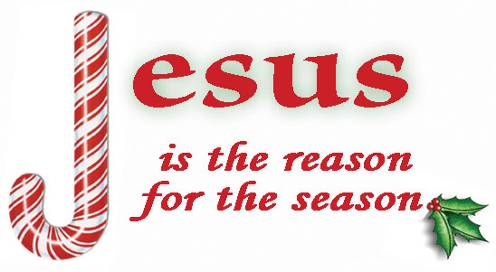 Jesus
is the reason
for the season.